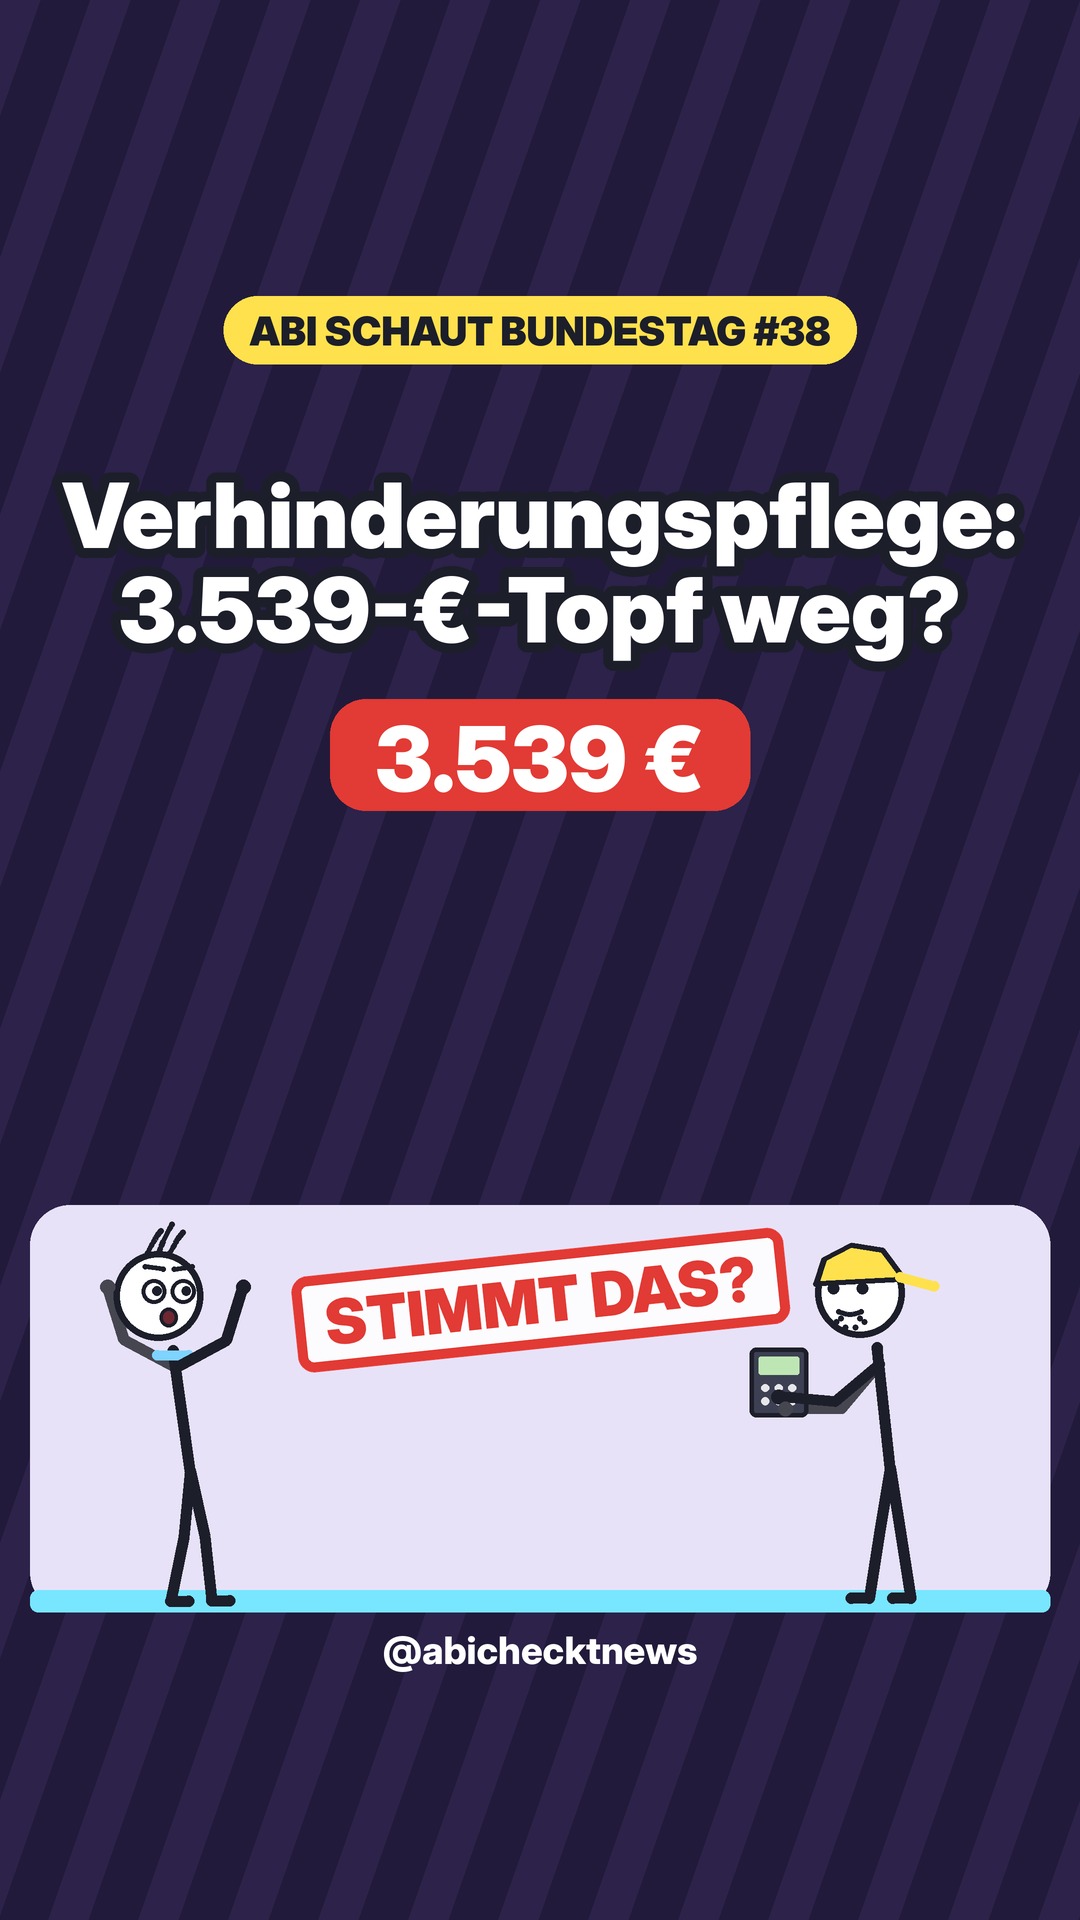 ABI SCHAUT BUNDESTAG #38
Verhinderungspflege:
3.539-€-Topf weg?
3.539 €
STIMMT DAS?
@abichecktnews